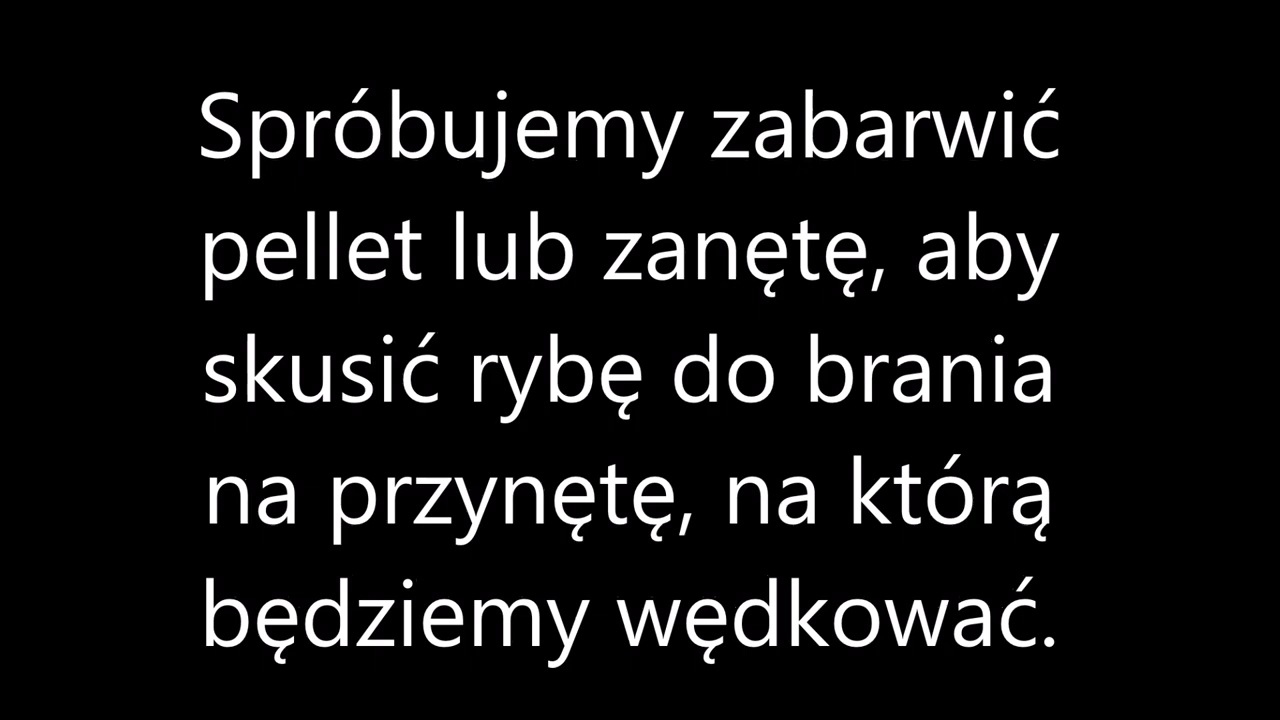 Spróbujemy zabarwić
pellet lub zanętę, aby
skusić rybę do brania
na przynętę, na którą
będziemy wędkować.